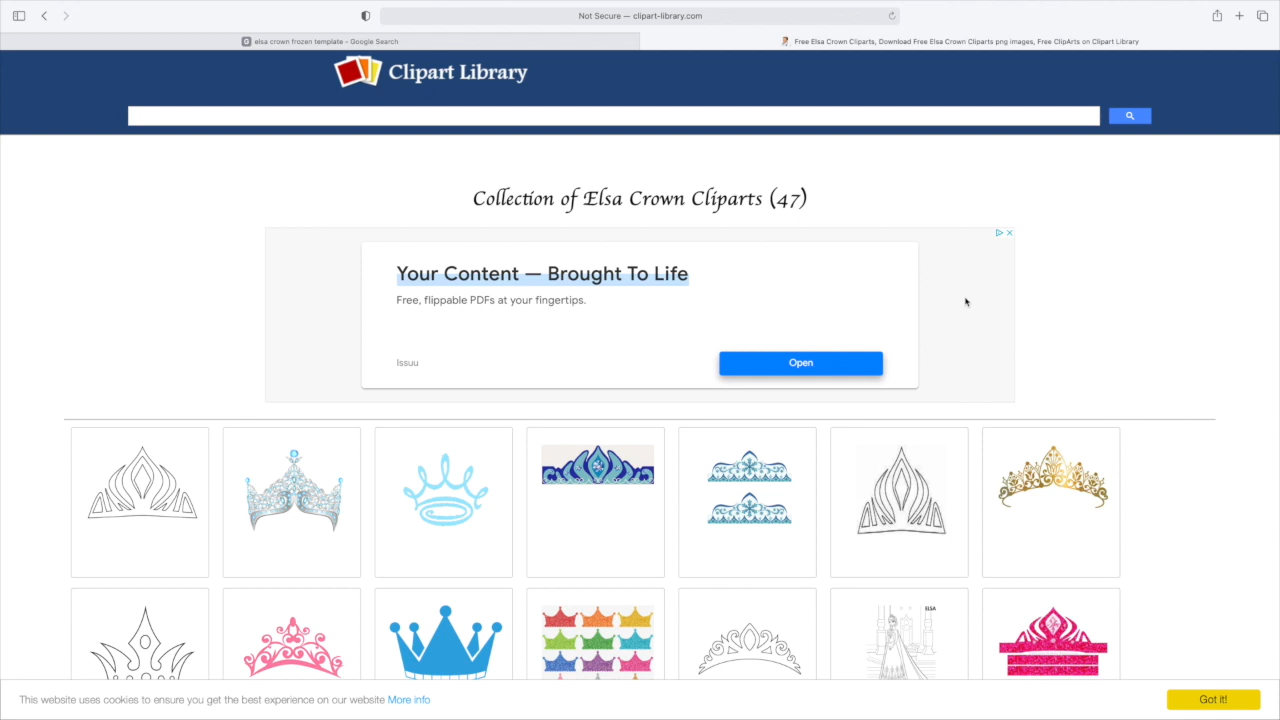 Not Secure — clipart-library.com
elsa crown frozen template - Google Search
Free Elsa Crown Cliparts, Download Free Elsa Crown Cliparts png images, Free ClipArts on Clipart Library
Clipart Library
Collection of Elsa Crown Cliparts (47)
Your Content — Brought To Life
Free, flippable PDFs at your fingertips.
Issuu
Open
ELSA
This website uses cookies to ensure you get the best experience on our website More info
Got it!